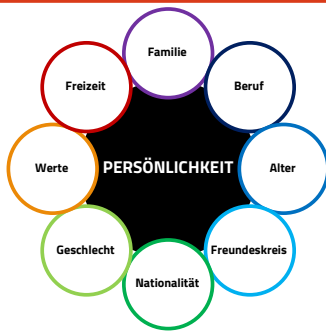 Familie
Freizeit
Beruf
Werte
PERSÖNLICHKEIT
Alter
Geschlecht
Freundeskreis
Nationalität